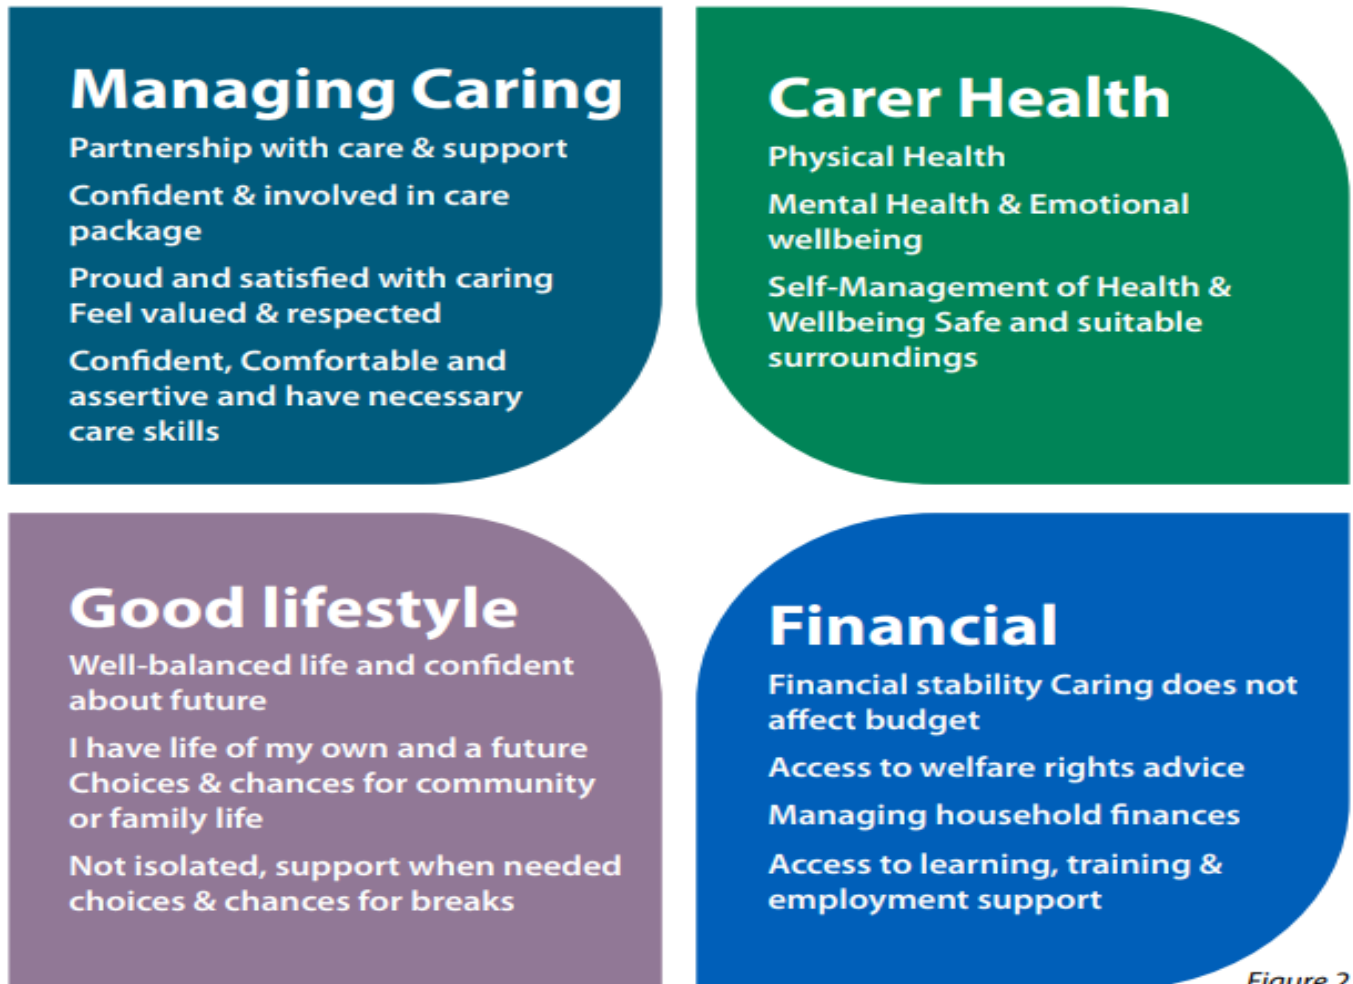 Managing Caring
Partnership with care & support
Confident & involved in care
package
Proud and satisfied with caring
Feel valued & respected
Confident, Comfortable and
assertive and have necessary
care skills
Carer Health
Physical Health
Mental Health & Emotional
wellbeing
Self-Management of Health &
Wellbeing Safe and suitable
surroundings
Good lifestyle
Well-balanced life and confident
about future
I have life of my own and a future
Choices & chances for community
or family life
Not isolated, support when needed
choices & chances for breaks
Financial
Financial stability Caring does not
affect budget
Access to welfare rights advice
Managing household finances
Access to learning, training &
employment support
Figure 2